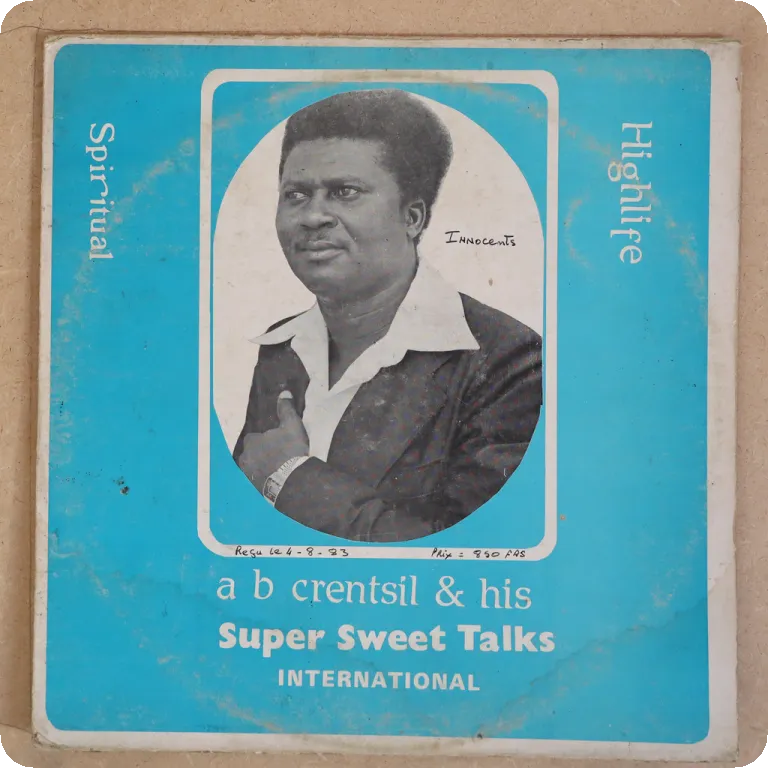 Spiritual
Highlife
Innocents
Reçu le 4 - 8 - 83
Prix = 850 FRS
a b crentsil & his
Super Sweet Talks
INTERNATIONAL